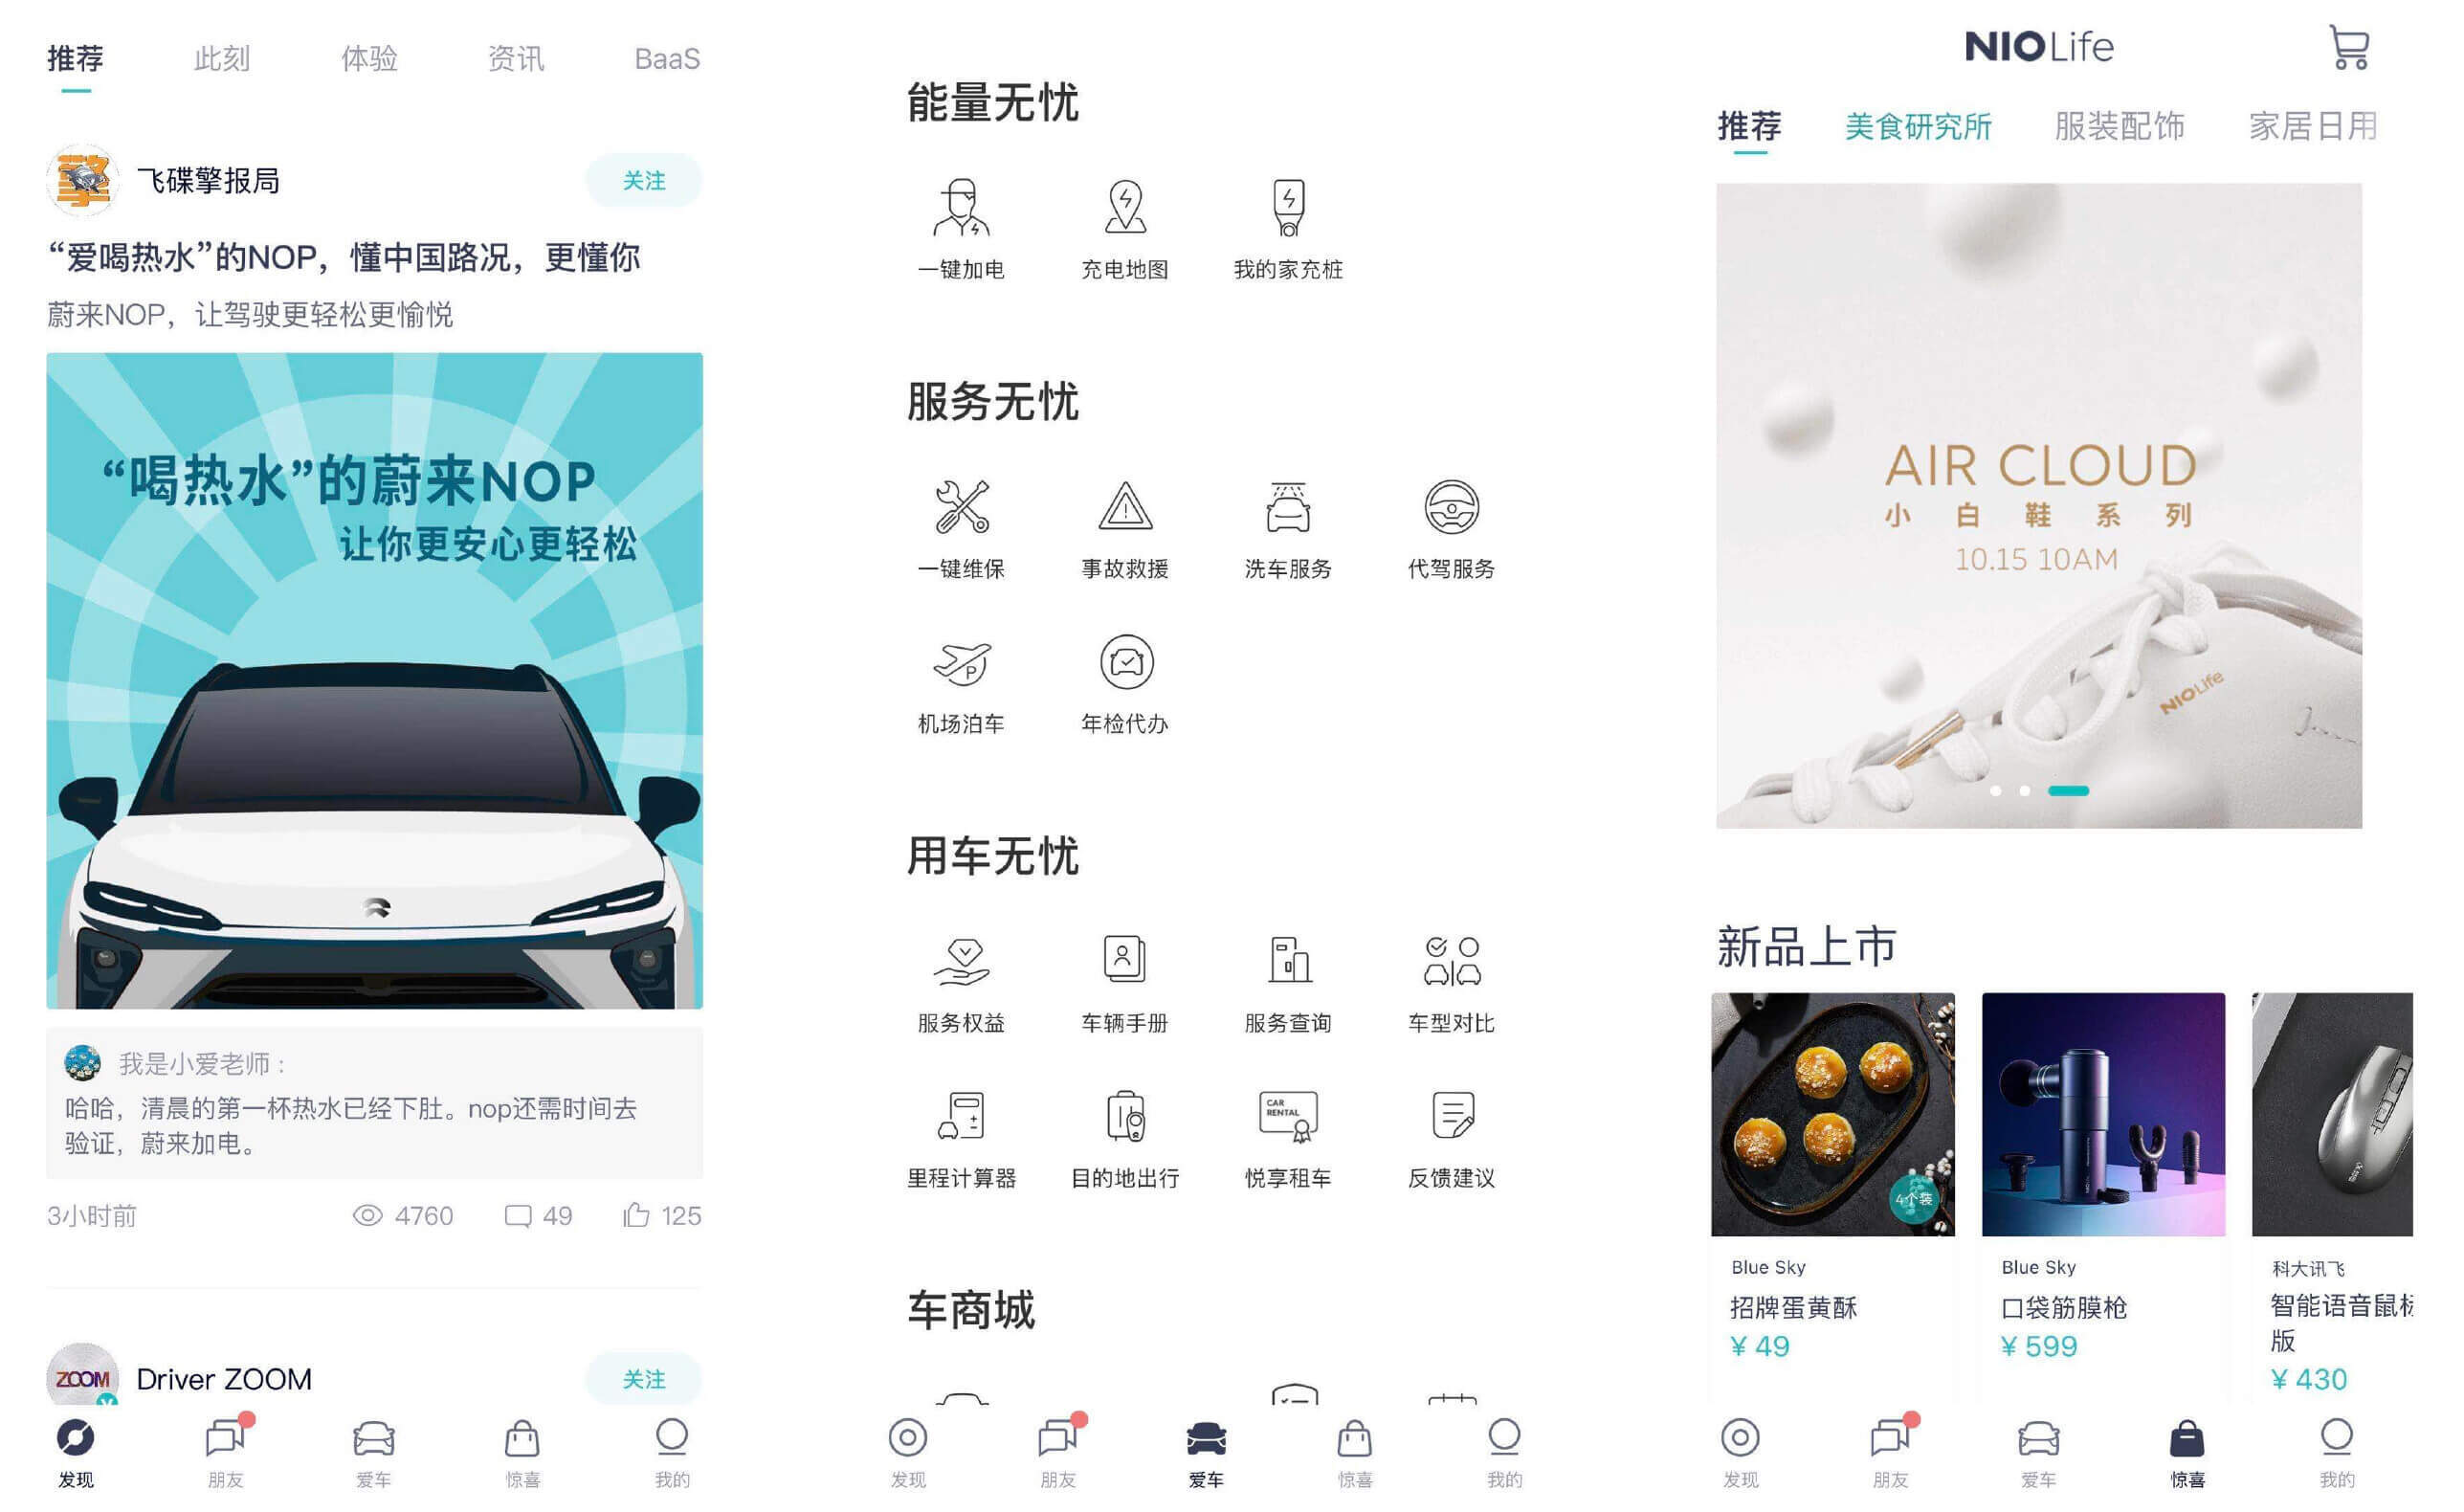 推荐 此刻 体验 资讯 BaaS
飞碟擎报局 关注
“爱喝热水”的NOP，懂中国路况，更懂你
蔚来NOP，让驾驶更轻松更愉悦
“喝热水”的蔚来NOP
让你更安心更轻松
我是小爱老师：
哈哈，清晨的第一杯热水已经下肚。nop还需时间去
验证，蔚来加电。
3小时前 4760 49 125
ZOOM
Driver ZOOM 关注
发现 朋友 爱车 惊喜 我的
能量无忧
一键加电 充电地图 我的家充桩
服务无忧
一键维保 事故救援 洗车服务 代驾服务
P
机场泊车 年检代办
用车无忧
服务权益 车辆手册 服务查询 车型对比
CAR
RENTAL
里程计算器 目的地出行 悦享租车 反馈建议
车商城
发现 朋友 爱车 惊喜 我的
NIO Life
推荐 美食研究所 服装配饰 家居日用
AIR CLOUD
小白鞋系列
10.15 10AM
NIO Life
新品上市
4个装
Blue Sky
招牌蛋黄酥
¥ 49
Blue Sky
口袋筋膜枪
¥ 599
科大讯飞
智能语音鼠标
版
¥ 430
发现 朋友 爱车 惊喜 我的